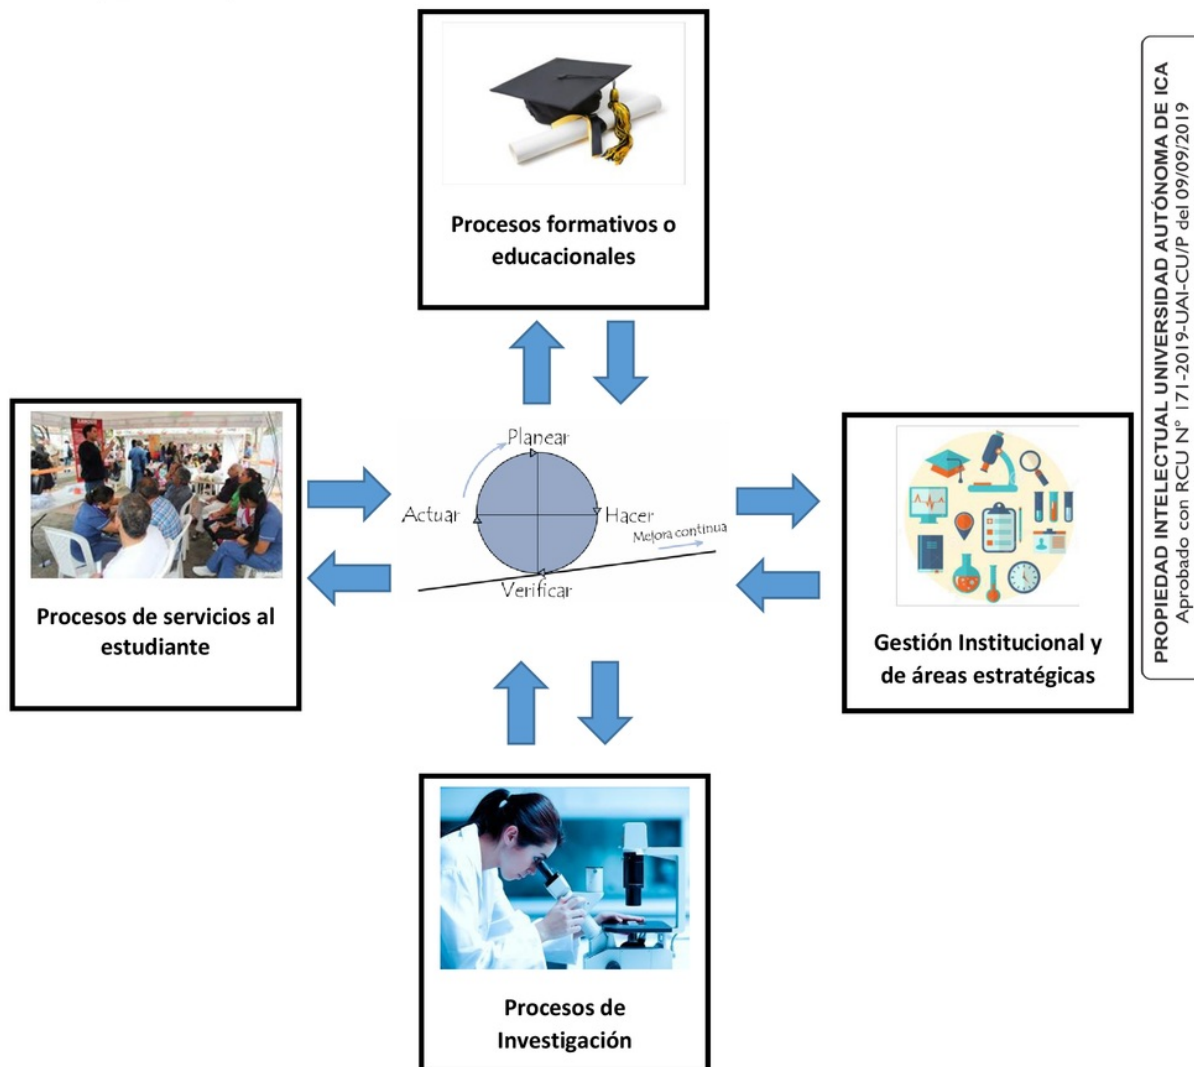 Procesos formativos o
educacionales
Procesos de servicios al
estudiante
Planear
Actuar
Hacer
Mejora continua
Verificar
Gestión Institucional y
de áreas estratégicas
Procesos de
Investigación
PROPIEDAD INTELECTUAL UNIVERSIDAD AUTÓNOMA DE ICA
Aprobado con RCU N° 171-2019-UAI-CU/P del 09/09/2019